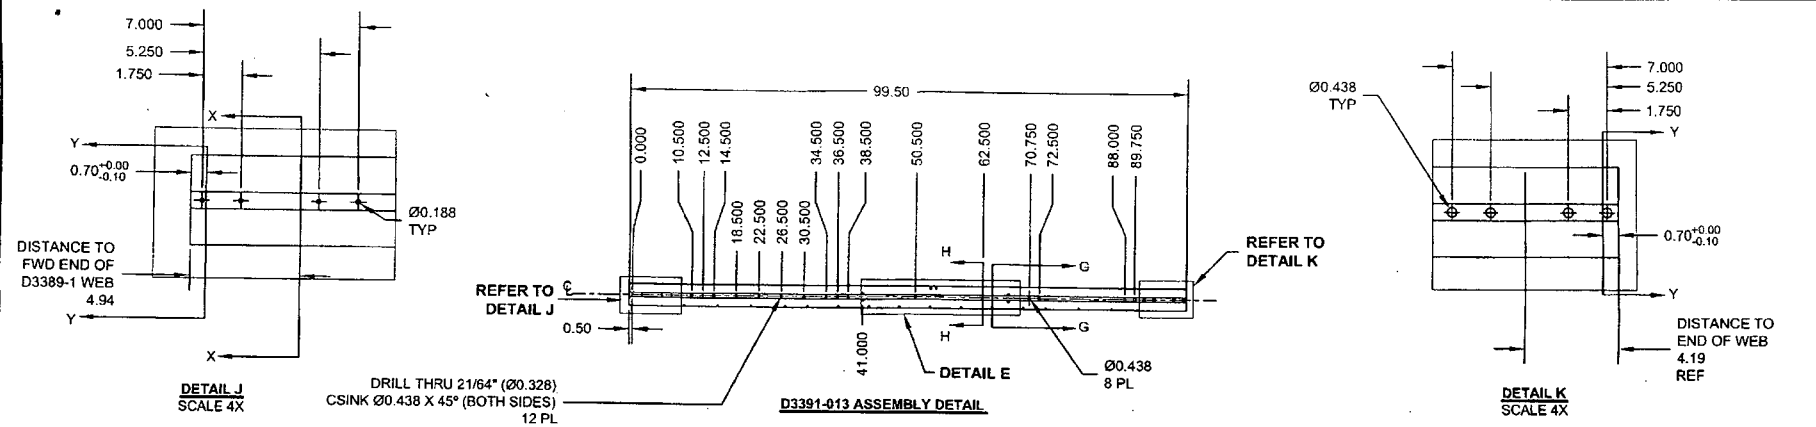 7.000
5.250
1.750
X
Y
0.70 +0.00 -0.10
Ø0.188
TYP
DISTANCE TO
FWD END OF
D3389-1 WEB
4.94
Y
X
DETAIL J
SCALE 4X
99.50
0.000
10.500
12.500
14.500
18.500
22.500
26.500
30.500
34.500
36.500
38.500
50.500
62.500
70.750
72.500
88.000
89.750
H
G
REFER TO
DETAIL K
REFER TO
DETAIL J
℄
0.50
41.000
H
G
DETAIL E
Ø0.438
8 PL
DRILL THRU 21/64" (Ø0.328)
CSINK Ø0.438 X 45° (BOTH SIDES)
12 PL
D3391-013 ASSEMBLY DETAIL
7.000
5.250
1.750
Ø0.438
TYP
Y
0.70 +0.00 -0.10
Y
DISTANCE TO
END OF WEB
4.19
REF
DETAIL K
SCALE 4X